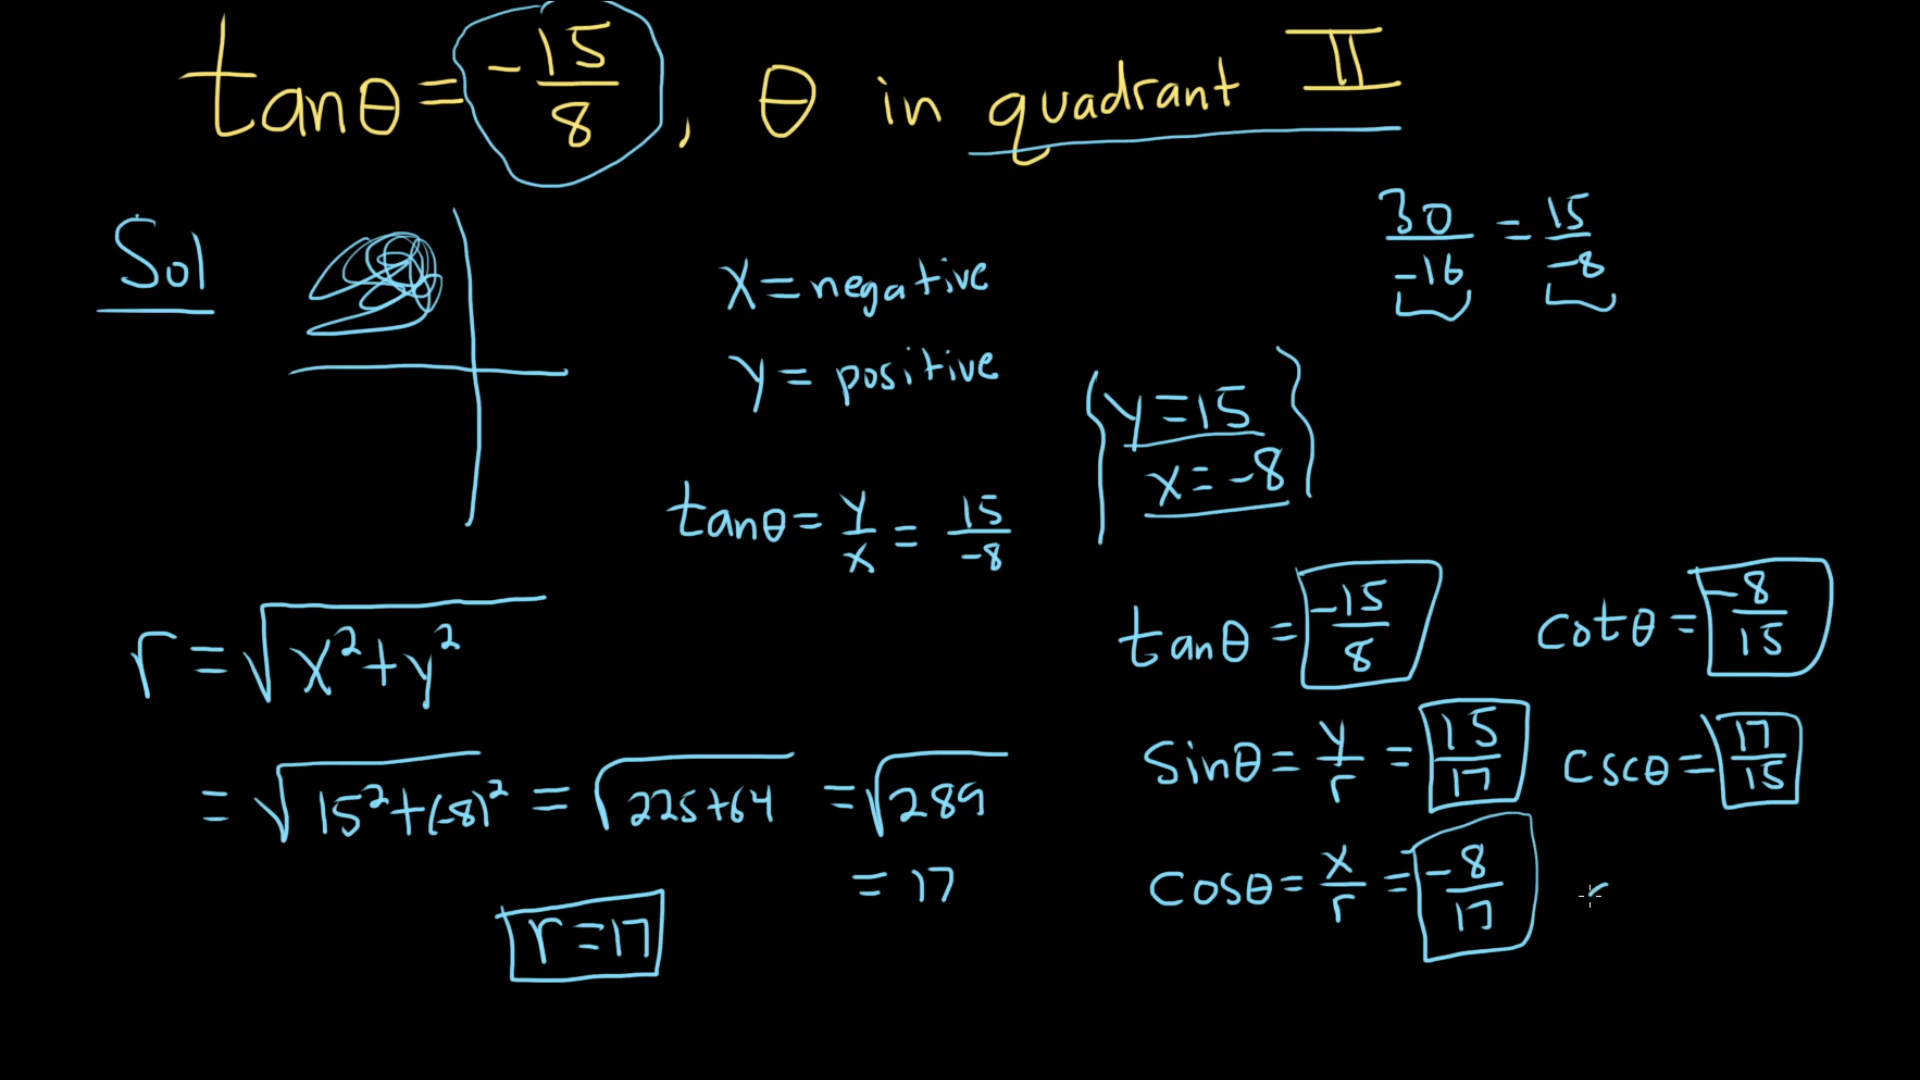 tanθ = -15/8, θ in quadrant II
Sol
x = negative
y = positive
30/-16 = 15/-8
y = 15
x = -8
tanθ = y/x = 15/-8
r = √(x² + y²)
= √(15² + (-8)²) = √(225 + 64) = √289
= 17
r = 17
tanθ = -15/8
cotθ = -8/15
sinθ = y/r = 15/17
cscθ = 17/15
cosθ = x/r = -8/17